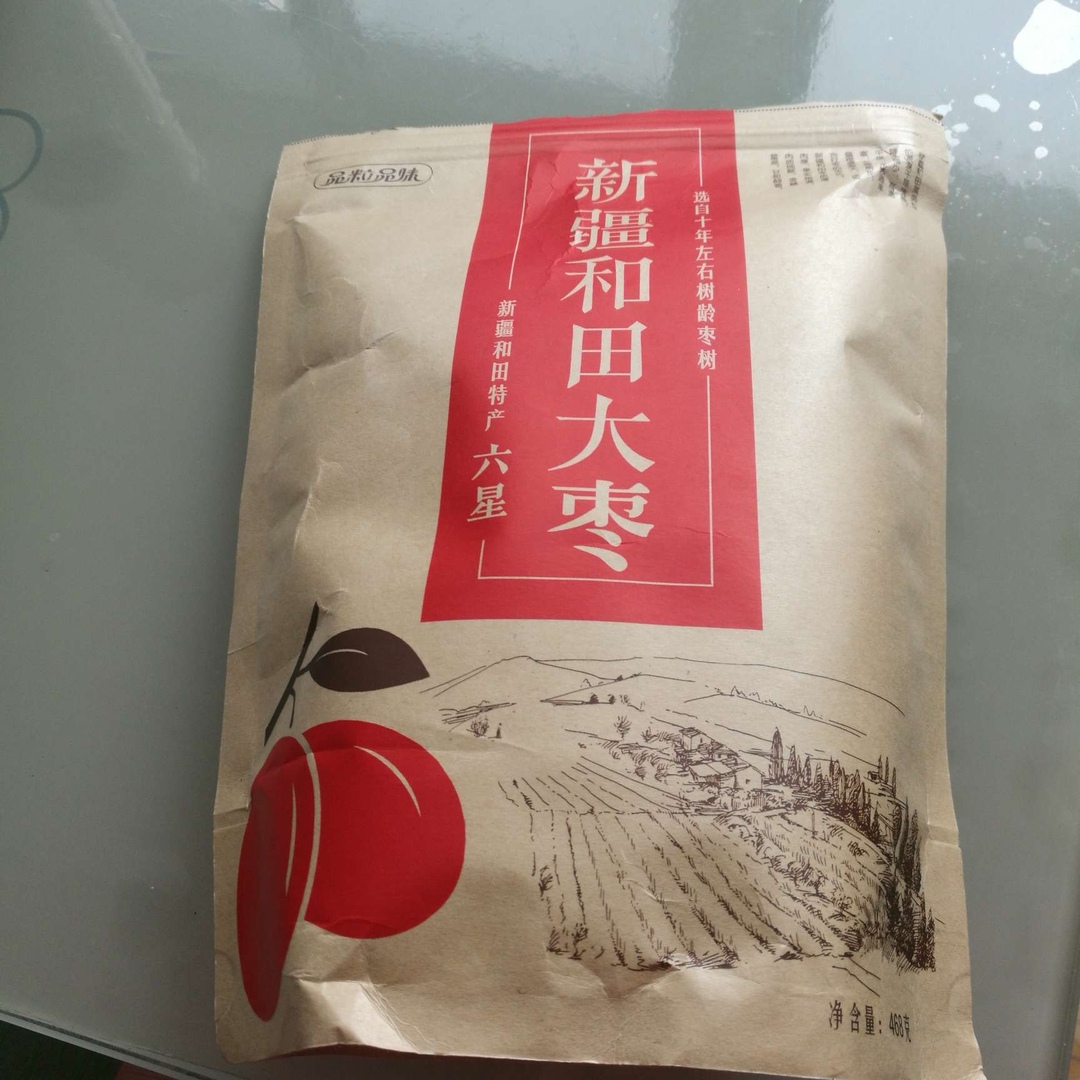 品粒品味
新疆和田大枣
选自十年左右树龄枣树
新疆和田特产 六星
净含量：468克